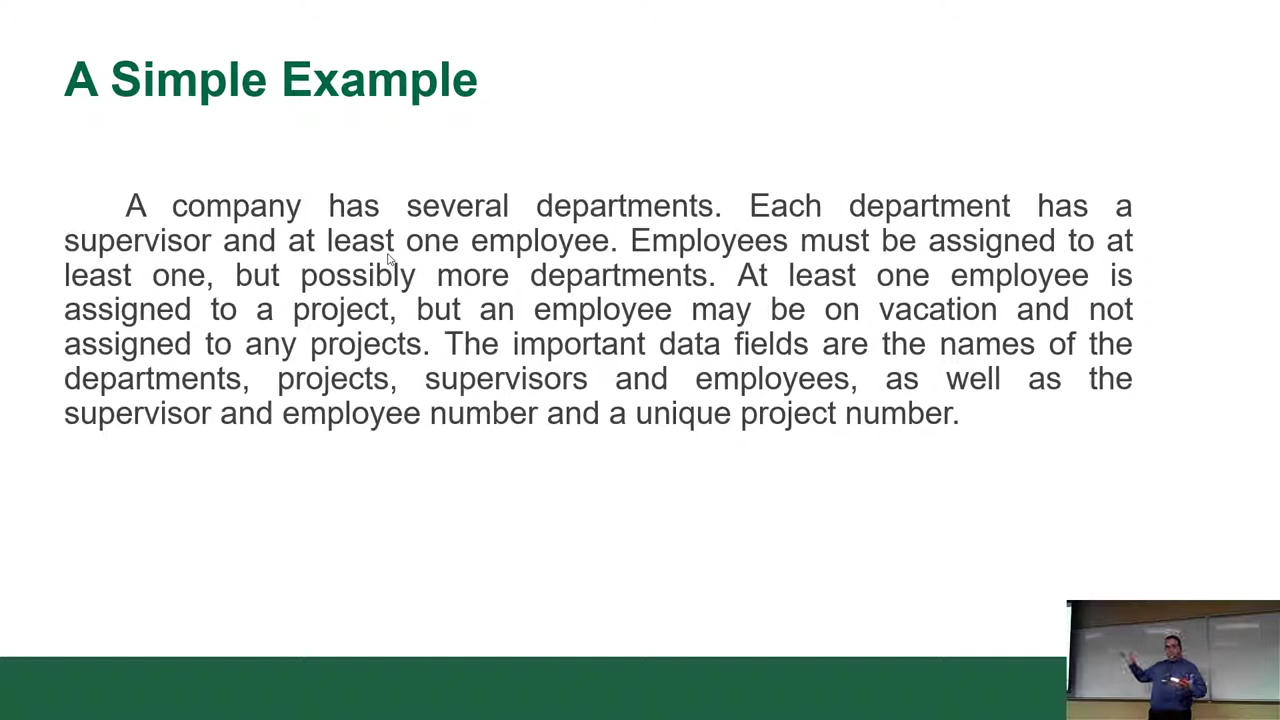 A Simple Example
A company has several departments. Each department has a
supervisor and at least one employee. Employees must be assigned to at
least one, but possibly more departments. At least one employee is
assigned to a project, but an employee may be on vacation and not
assigned to any projects. The important data fields are the names of the
departments, projects, supervisors and employees, as well as the
supervisor and employee number and a unique project number.